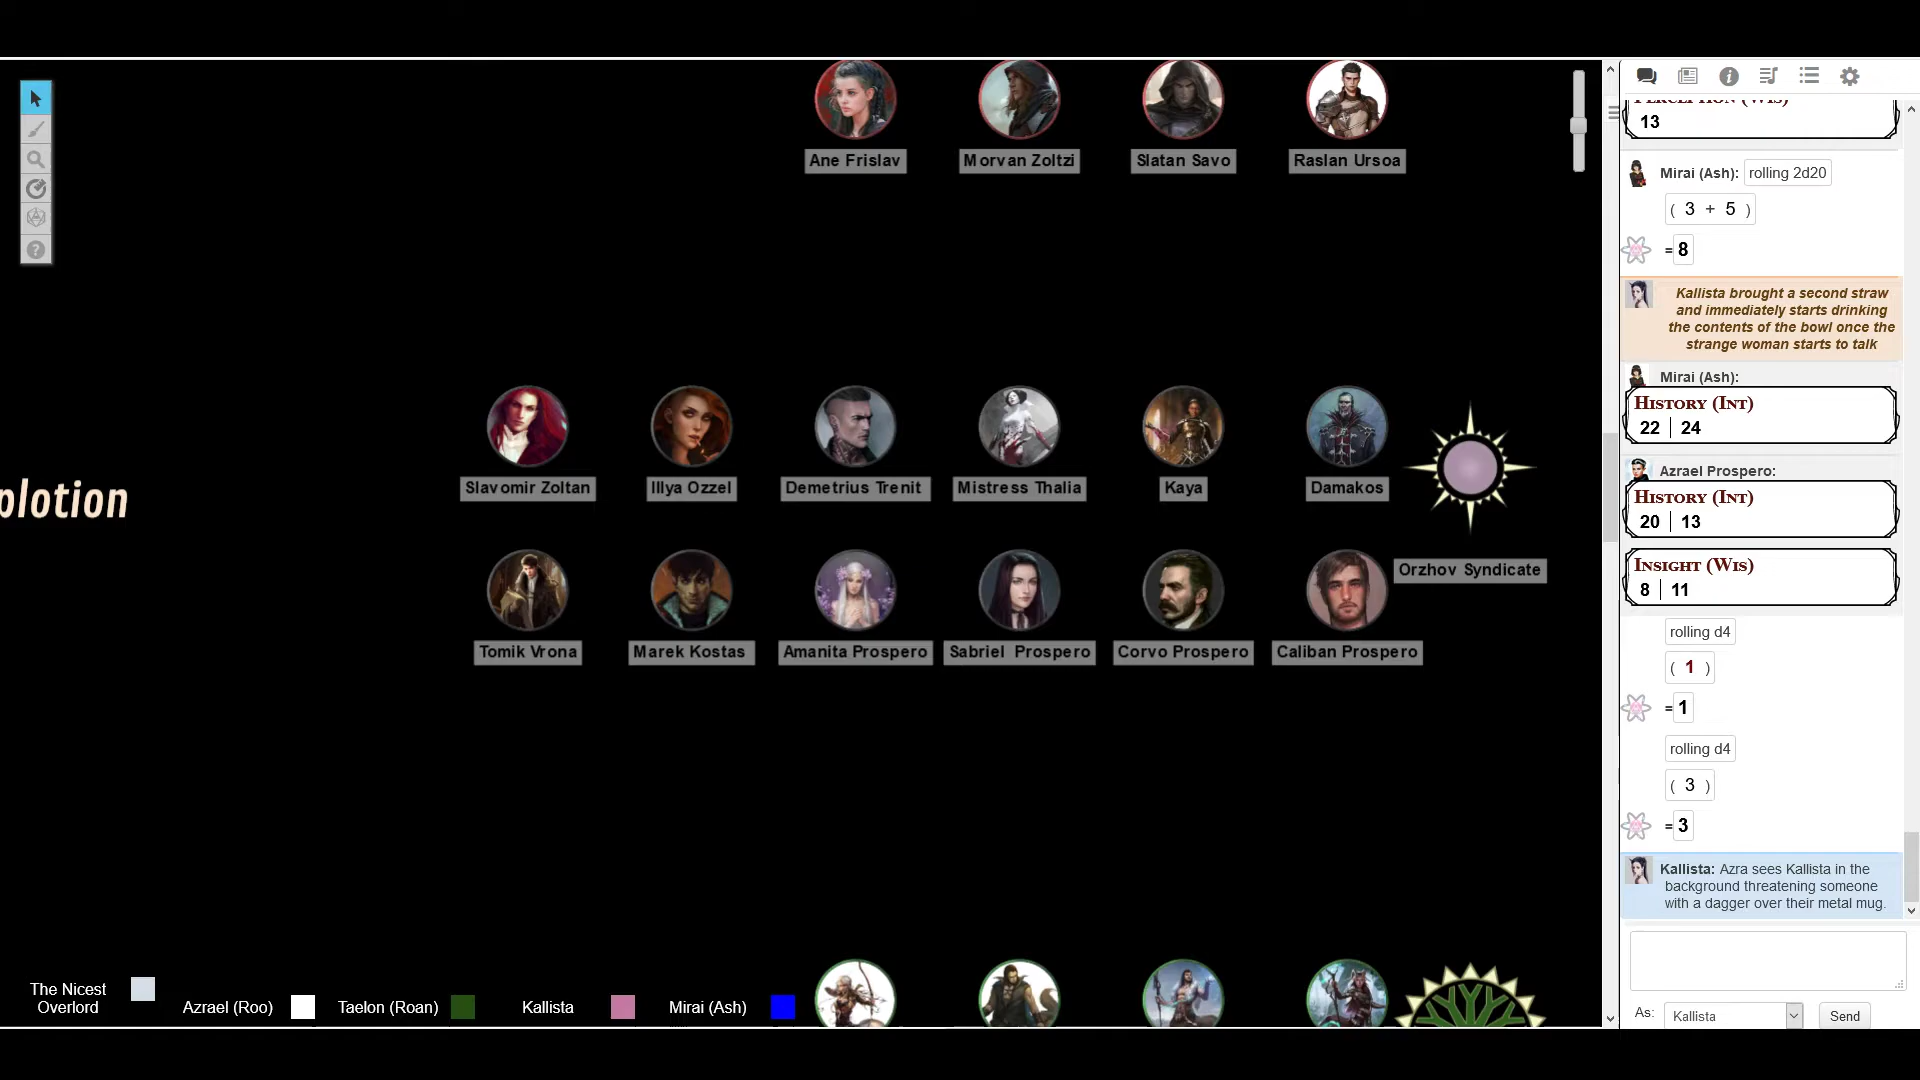 Ane Frislav
Morvan Zoltzi
Slatan Savo
Raslan Ursoa
plotion
Slavomir Zoltan
Illya Ozzel
Demetrius Trenit
Mistress Thalia
Kaya
Damakos
Orzhov Syndicate
Tomik Vrona
Marek Kostas
Amanita Prospero
Sabriel Prospero
Corvo Prospero
Caliban Prospero
The Nicest
Overlord
Azrael (Roo)
Taelon (Roan)
Kallista
Mirai (Ash)
Perception (Wis)
13
Mirai (Ash): rolling 2d20
( 3 + 5 )
=8
Kallista brought a second straw
and immediately starts drinking
the contents of the bowl once the
strange woman starts to talk
Mirai (Ash):
History (Int)
22 | 24
Azrael Prospero:
History (Int)
20 | 13
Insight (Wis)
8 | 11
rolling d4
( 1 )
=1
rolling d4
( 3 )
=3
Kallista: Azra sees Kallista in the
background threatening someone
with a dagger over their metal mug.
As: Kallista Send